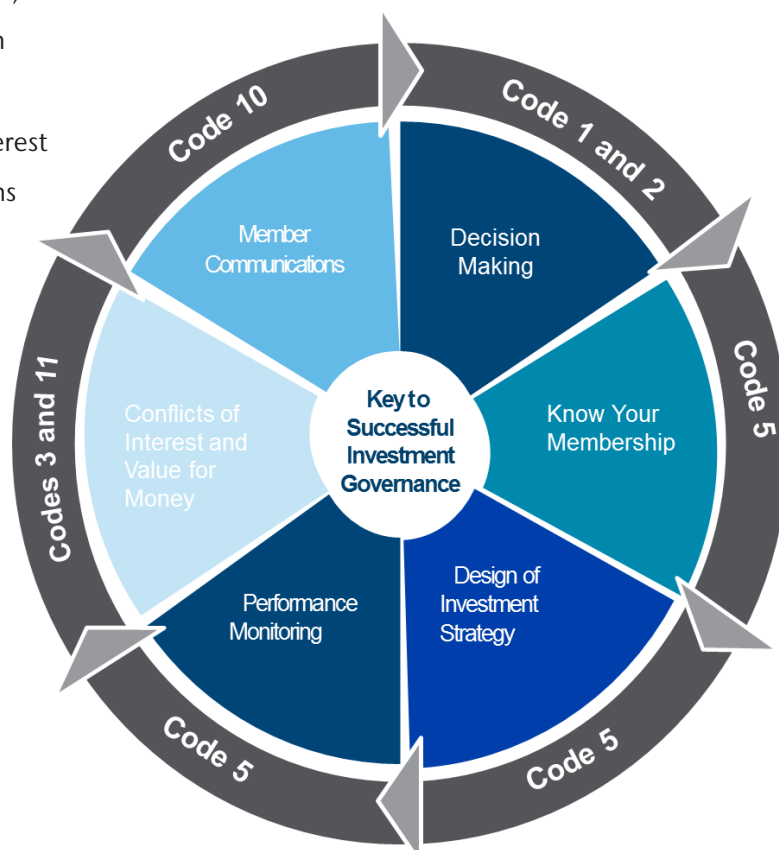 Code 10
Code 1 and 2
Code 5
Code 5
Code 5
Codes 3 and 11
Member
Communications
Decision
Making
Know Your
Membership
Design of
Investment
Strategy
Performance
Monitoring
Conflicts of
Interest and
Value for
Money
Key to
Successful
Investment
Governance